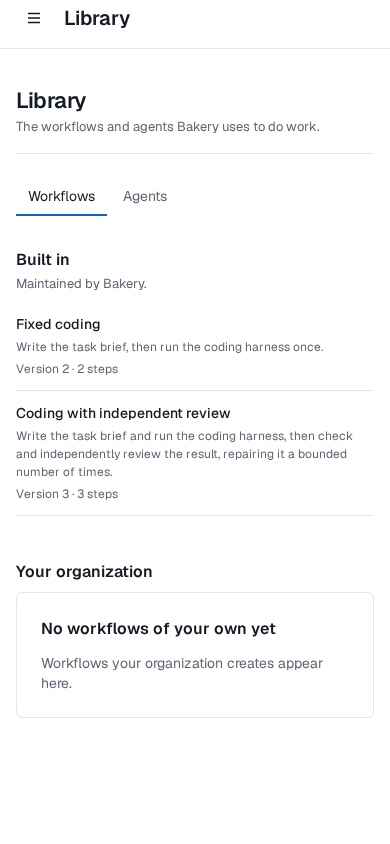 Library
Library
The workflows and agents Bakery uses to do work.
Workflows
Agents
Built in
Maintained by Bakery.
Fixed coding
Write the task brief, then run the coding harness once.
Version 2 · 2 steps
Coding with independent review
Write the task brief and run the coding harness, then check
and independently review the result, repairing it a bounded
number of times.
Version 3 · 3 steps
Your organization
No workflows of your own yet
Workflows your organization creates appear
here.